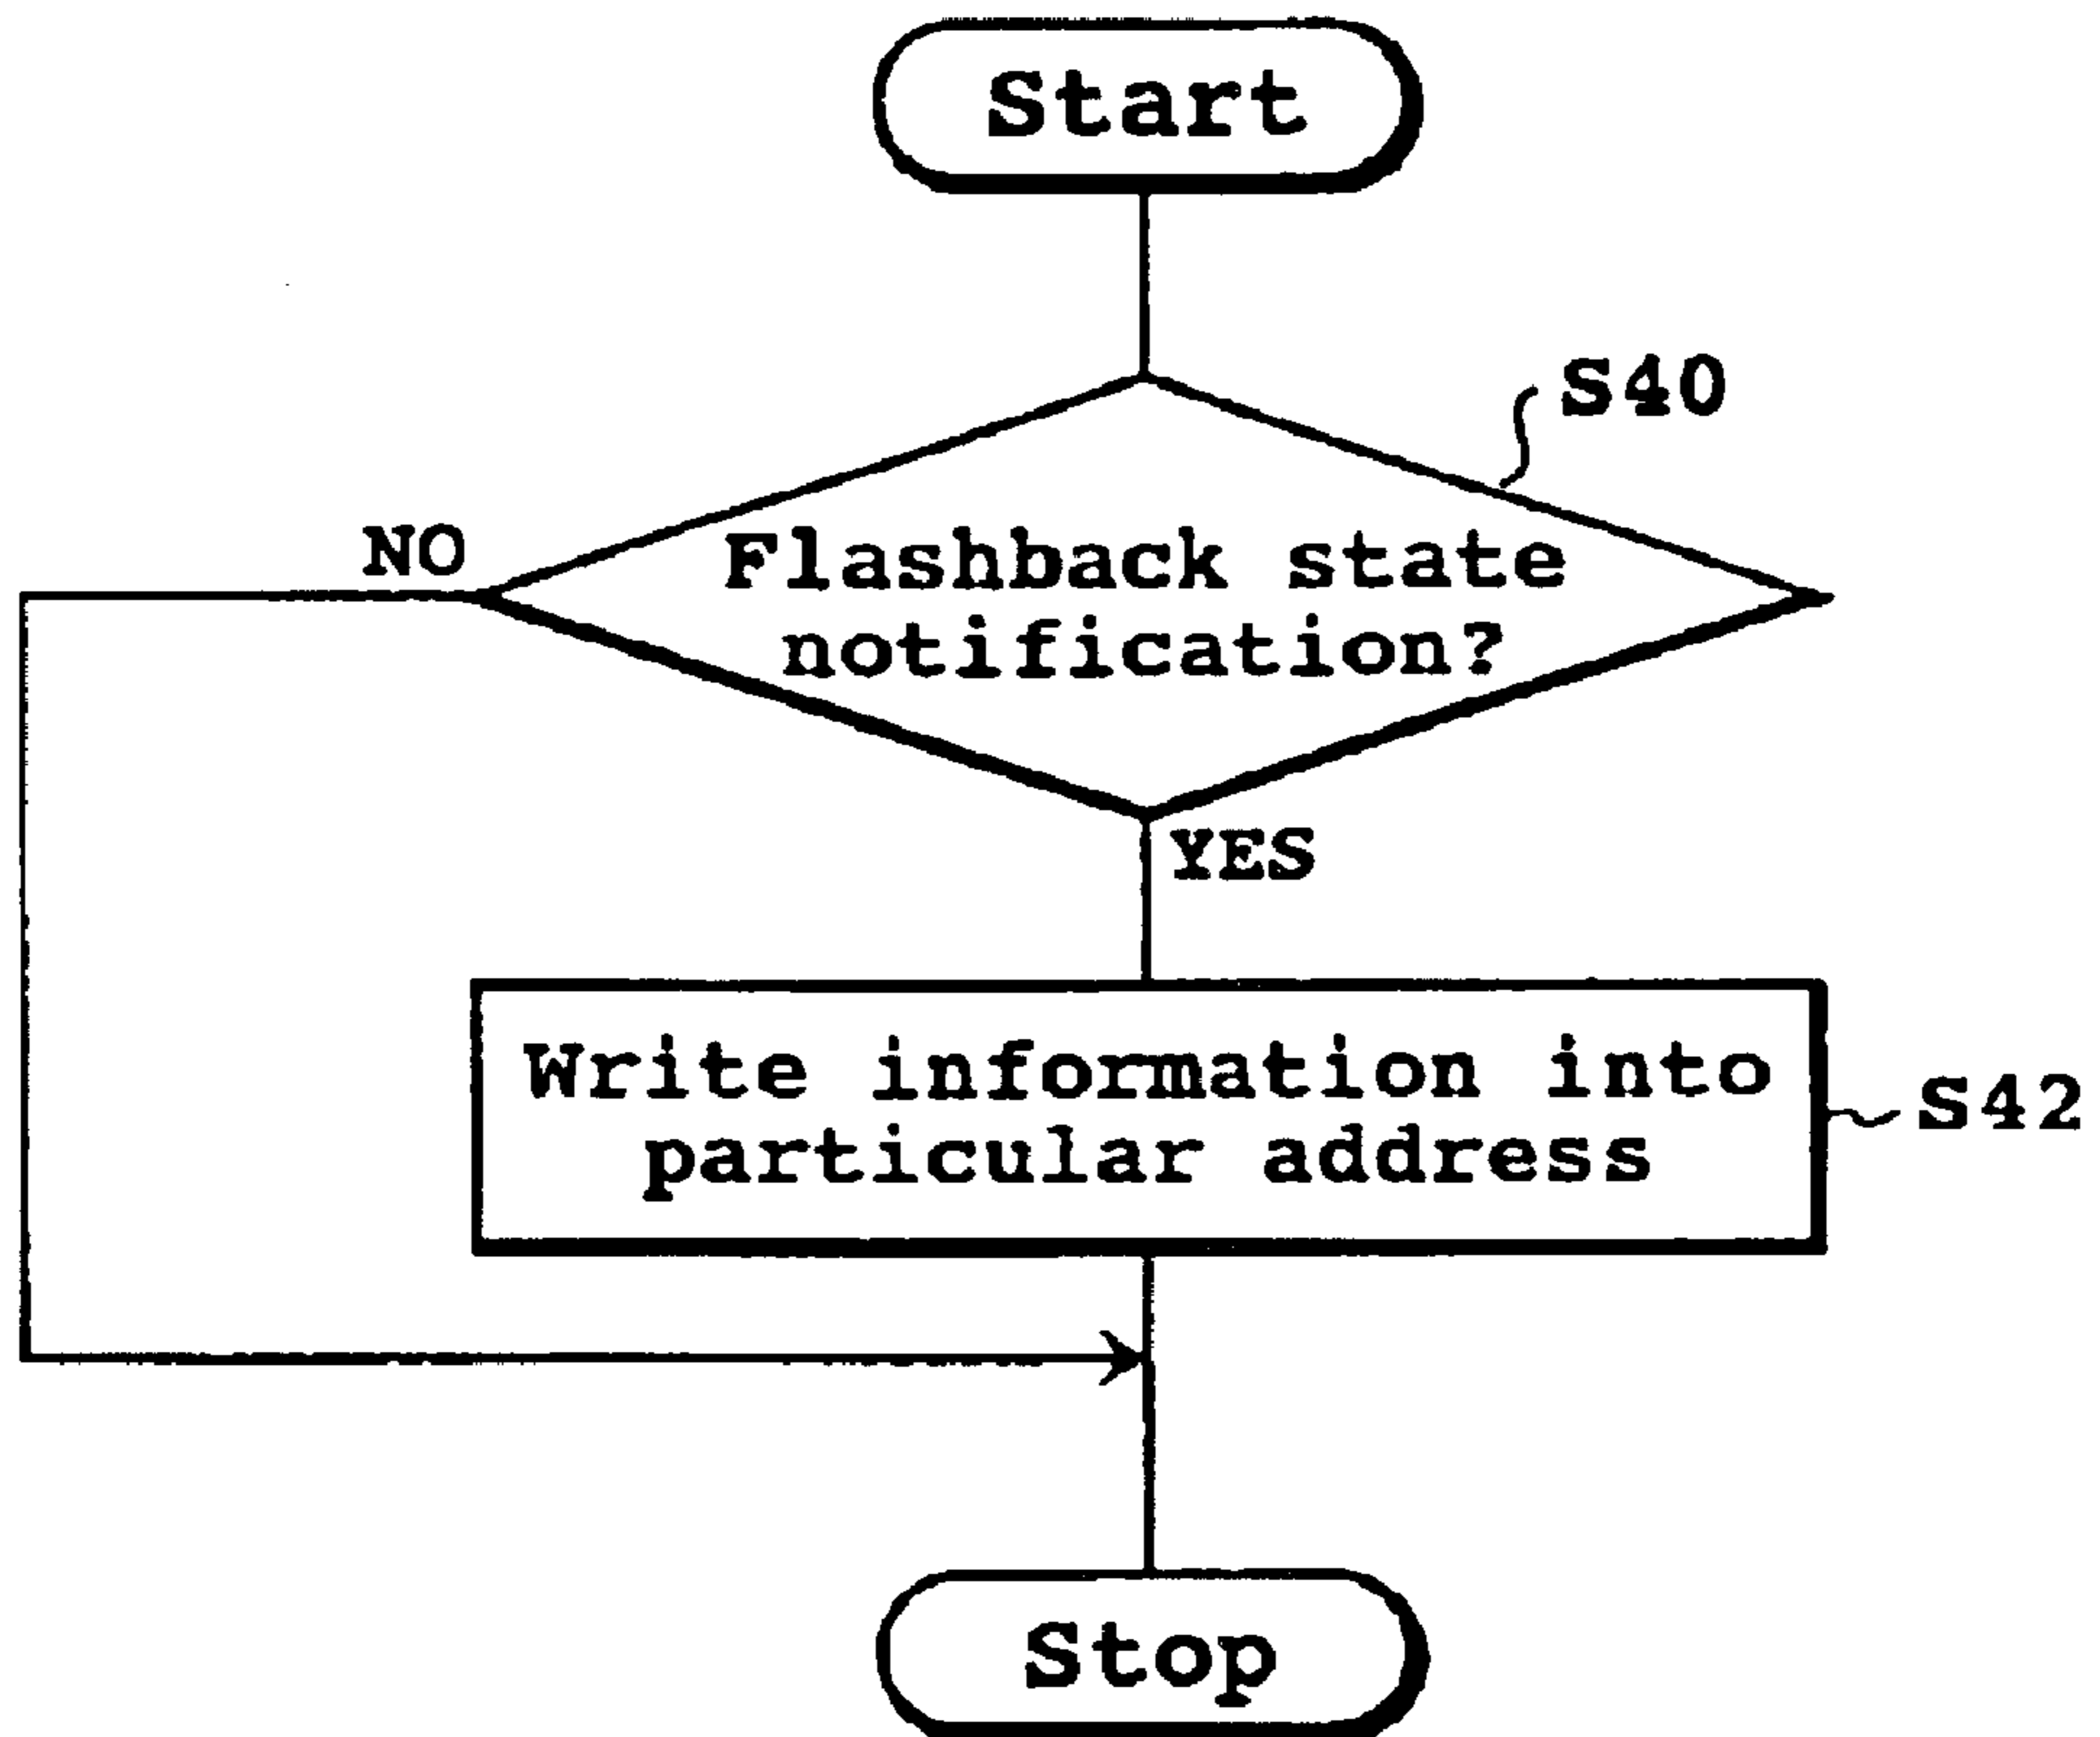 Start
S40
NO
Flashback state
notification?
YES
Write information into
particular address
S42
Stop